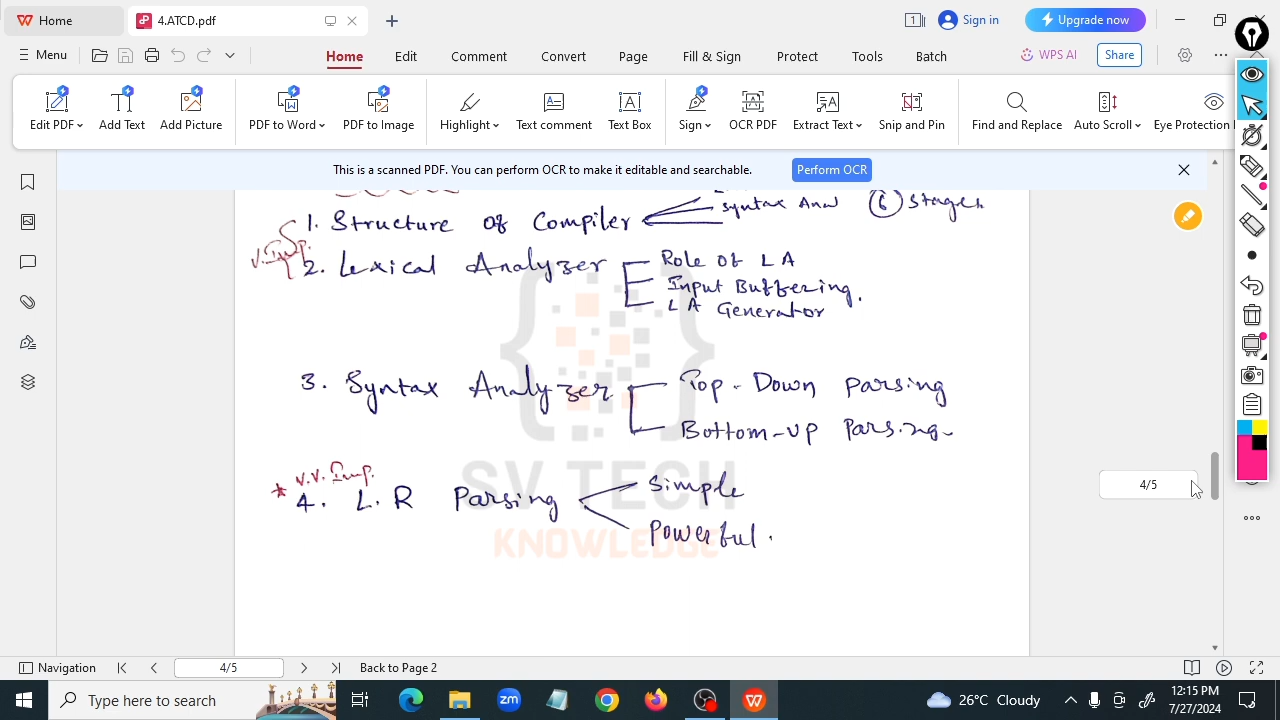 Home
4.ATCD.pdf
1
Sign in
Upgrade now
Menu
Home
Edit
Comment
Convert
Page
Fill & Sign
Protect
Tools
Batch
WPS AI
Share
Edit PDF
Add Text
Add Picture
PDF to Word
PDF to Image
Highlight
Text comment
Text Box
Sign
OCR PDF
Extract Text
Snip and Pin
Find and Replace
Auto Scroll
Eye Protection
This is a scanned PDF. You can perform OCR to make it editable and searchable.
Perform OCR
Syntax Anal 6 Stages
1. Structure of Compiler
V.Imp.
2. Lexical Analyzer
Role of LA
Input Buffering.
LA Generator
3. Syntax Analyzer
Top-Down Parsing
Bottom-up Parsing
V.V. Imp.
4. L.R Parsing
Simple
Powerful.
SV TECH
KNOWLEDGE
4/5
Navigation
4/5
Back to Page 2
Type here to search
zm
26°C Cloudy
12:15 PM
7/27/2024